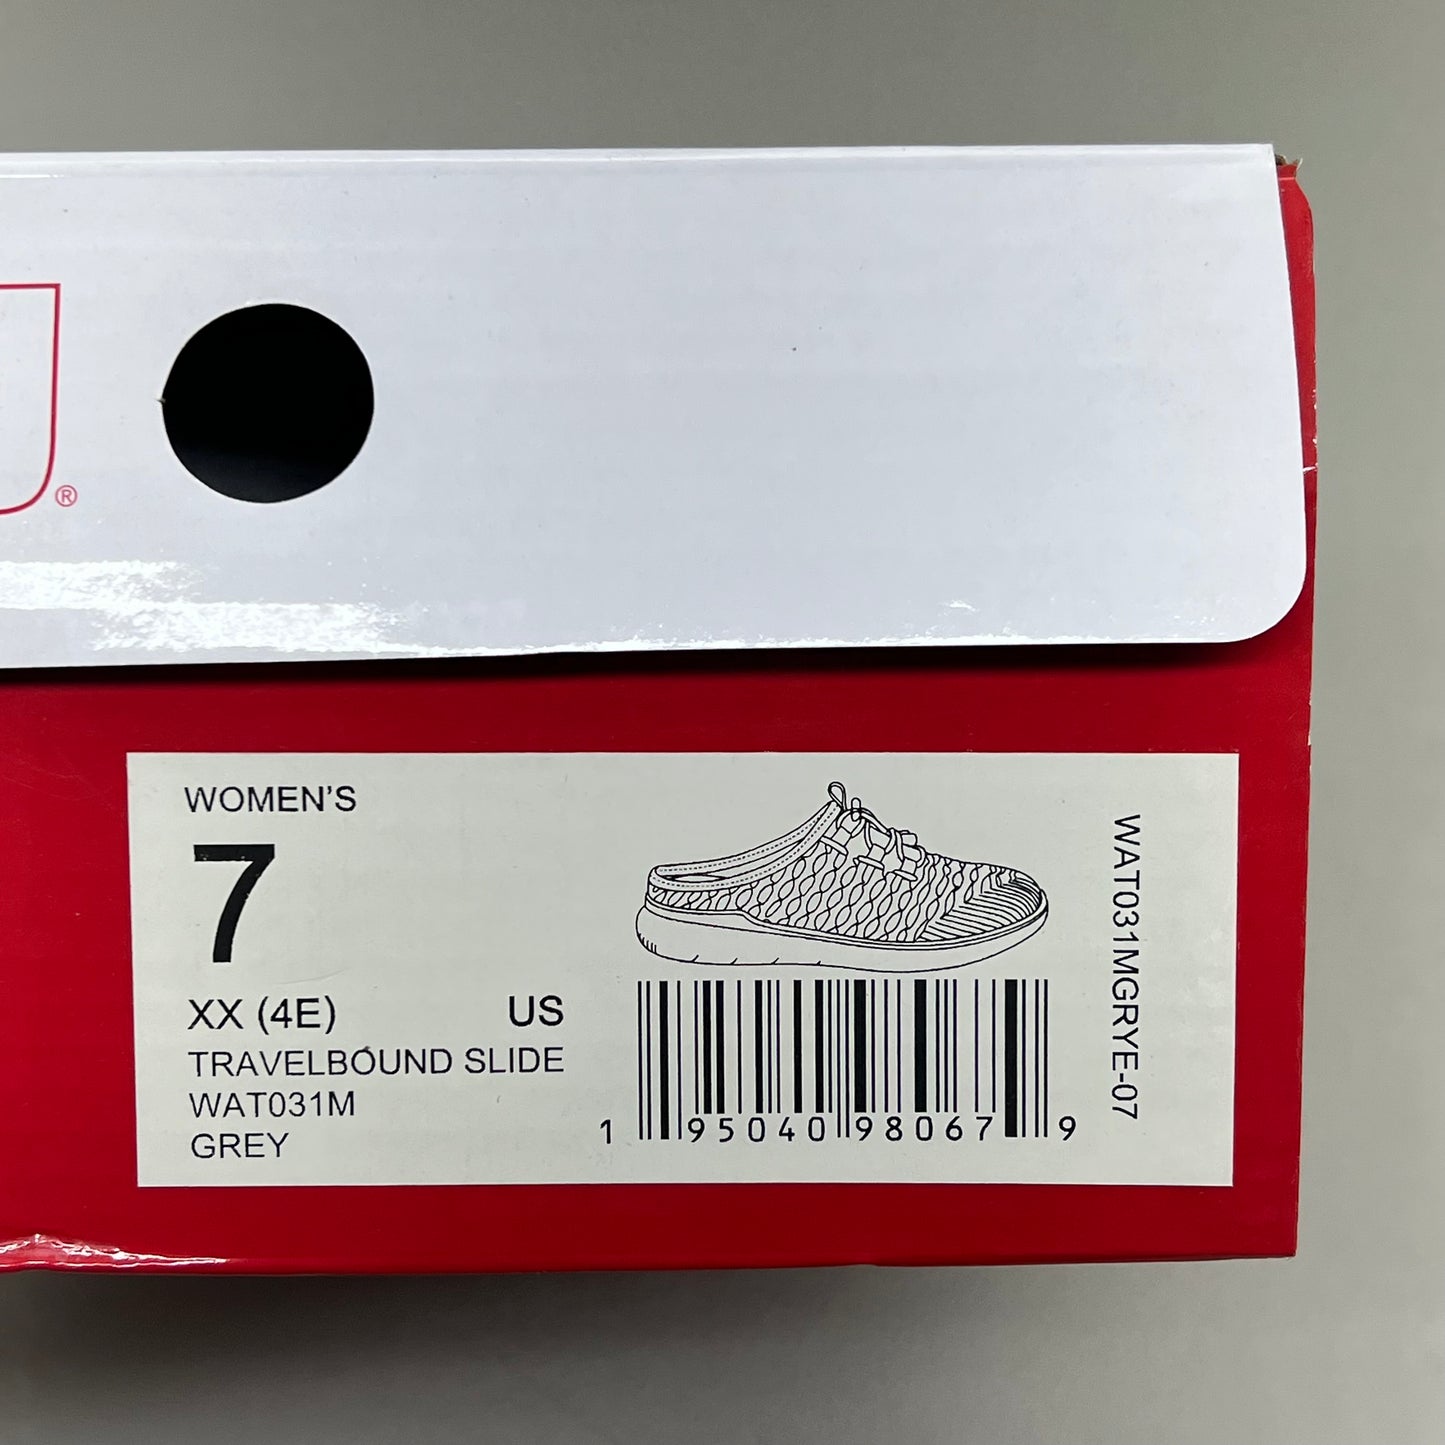 ®
WOMEN'S
7
XX (4E) US
TRAVELBOUND SLIDE
WAT031M
GREY
1 95040 98067 9
WAT031MGRYE-07